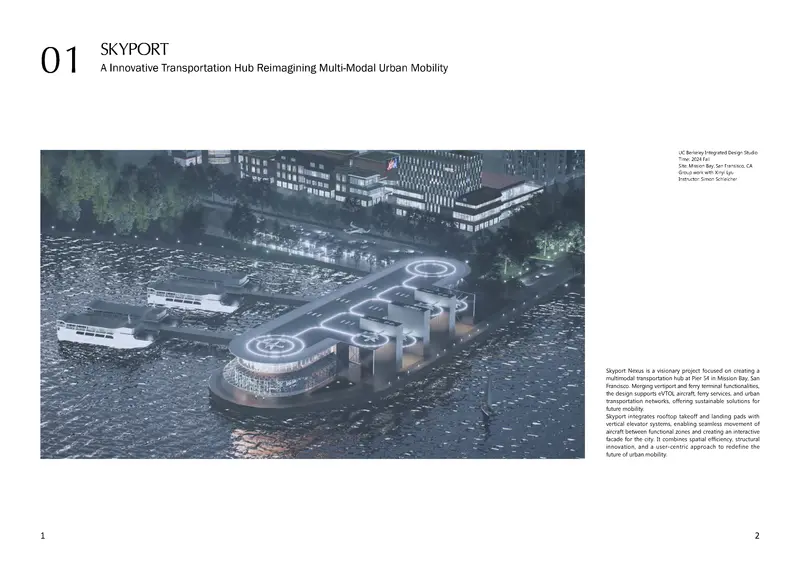 01
SKYPORT
A Innovative Transportation Hub Reimagining Multi-Modal Urban Mobility
UC Berkeley Integrated Design Studio
Time: 2024 Fall
Site: Mission Bay, San Francisco, CA
Group work with Xinyi Lyu
Instructor: Simon Schleicher
Skyport Nexus is a visionary project focused on creating a
multimodal transportation hub at Pier 54 in Mission Bay, San
Francisco. Merging vertiport and ferry terminal functionalities,
the design supports eVTOL aircraft, ferry services, and urban
transportation networks, offering sustainable solutions for
future mobility.
Skyport integrates rooftop takeoff and landing pads with
vertical elevator systems, enabling seamless movement of
aircraft between functional zones and creating an interactive
facade for the city. It combines spatial efficiency, structural
innovation, and a user-centric approach to redefine the
future of urban mobility.
1
2